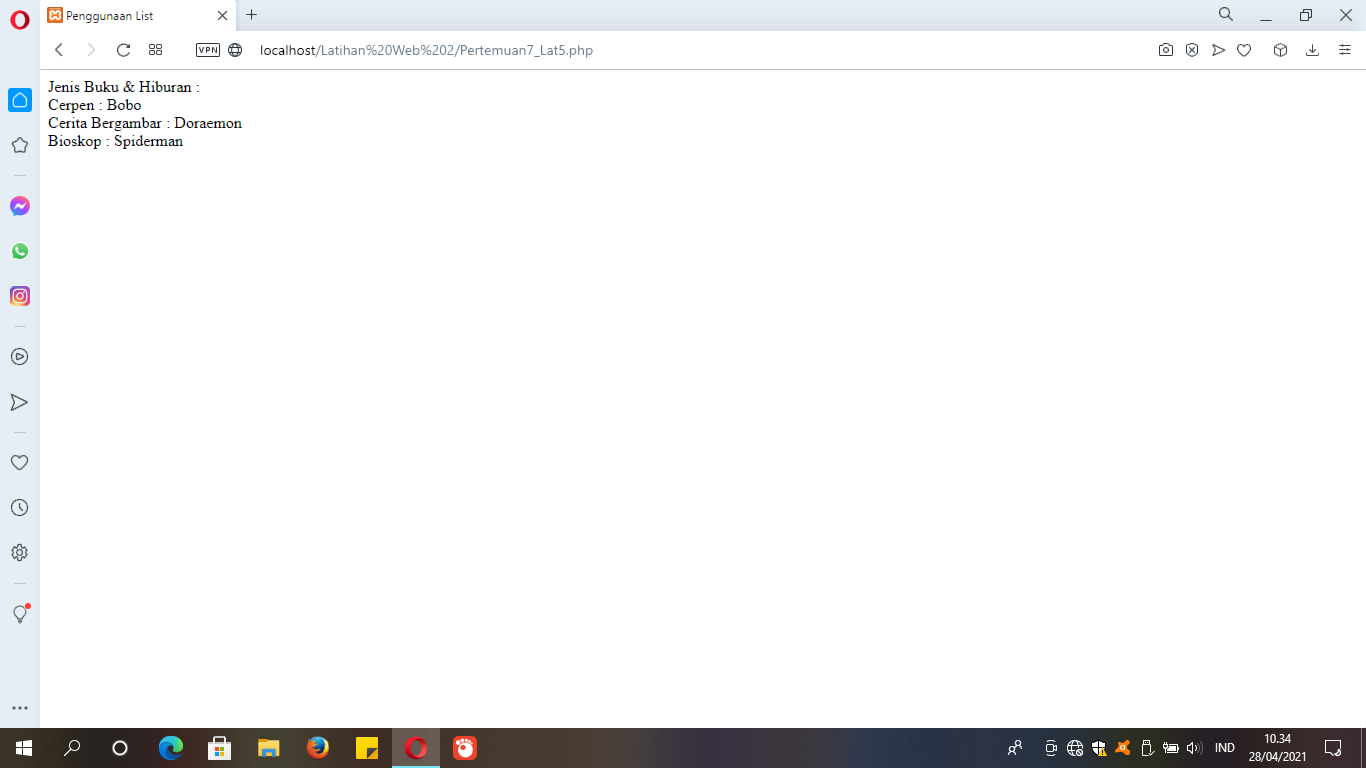 Penggunaan List
VPN
localhost/Latihan%20Web%202/Pertemuan7_Lat5.php
Jenis Buku & Hiburan :
Cerpen : Bobo
Cerita Bergambar : Doraemon
Bioskop : Spiderman
IND
10.34
28/04/2021